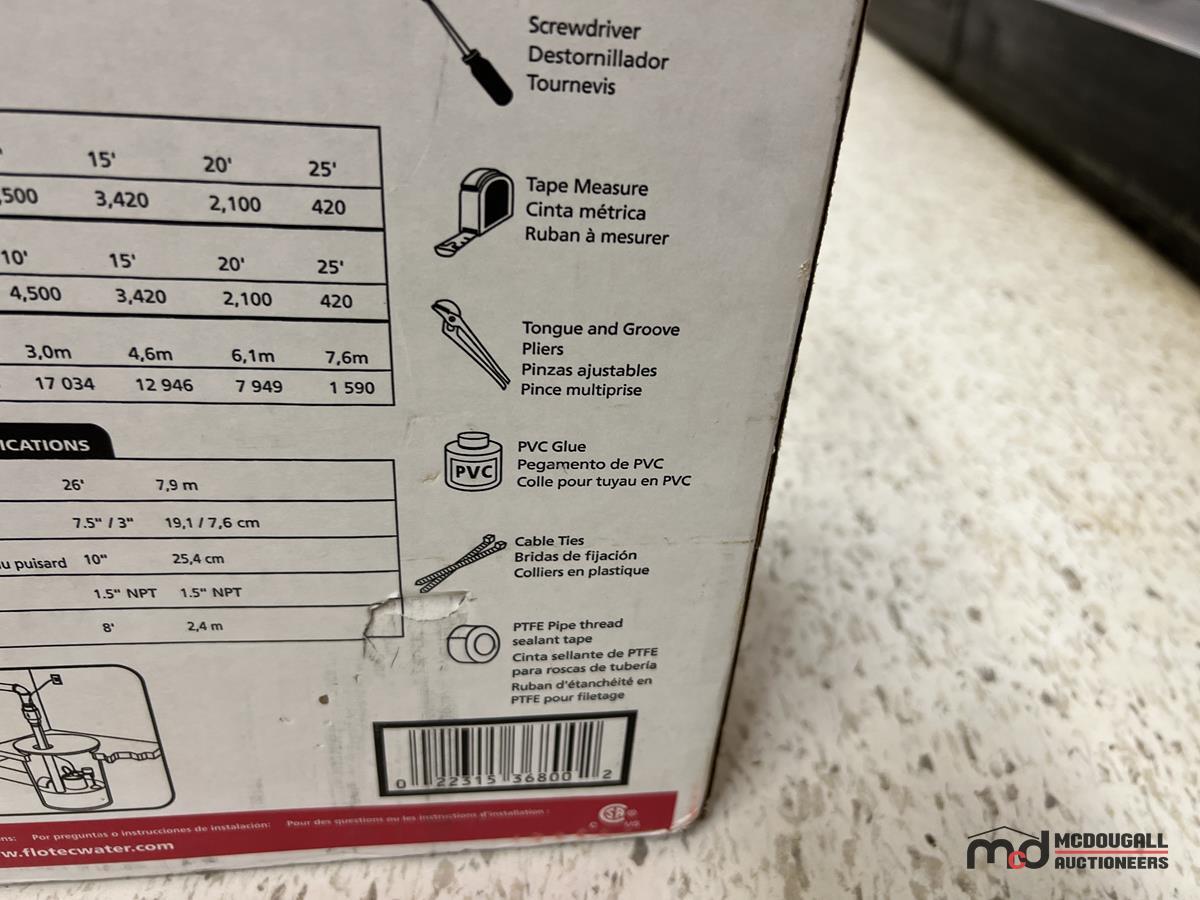 Screwdriver
Destornillador
Tournevis
15' 20' 25'
,500 3,420 2,100 420
10' 15' 20' 25'
4,500 3,420 2,100 420
3,0m 4,6m 6,1m 7,6m
17 034 12 946 7 949 1 590
Tape Measure
Cinta métrica
Ruban à mesurer
Tongue and Groove
Pliers
Pinzas ajustables
Pince multiprise
ICATIONS
26' 7,9 m
7.5" / 3" 19,1 / 7,6 cm
u puisard 10" 25,4 cm
1.5" NPT 1.5" NPT
8' 2,4 m
PVC
PVC Glue
Pegamento de PVC
Colle pour tuyau en PVC
Cable Ties
Bridas de fijación
Colliers en plastique
PTFE Pipe thread
sealant tape
Cinta sellante de PTFE
para roscas de tubería
Ruban d'étanchéité en
PTFE pour filetage
0 22315 36800 2
ns: Por preguntas o instrucciones de instalación: Pour des questions ou les instructions d'installation :
w.flotecwater.com
C US
mcd MCDOUGALL
AUCTIONEERS